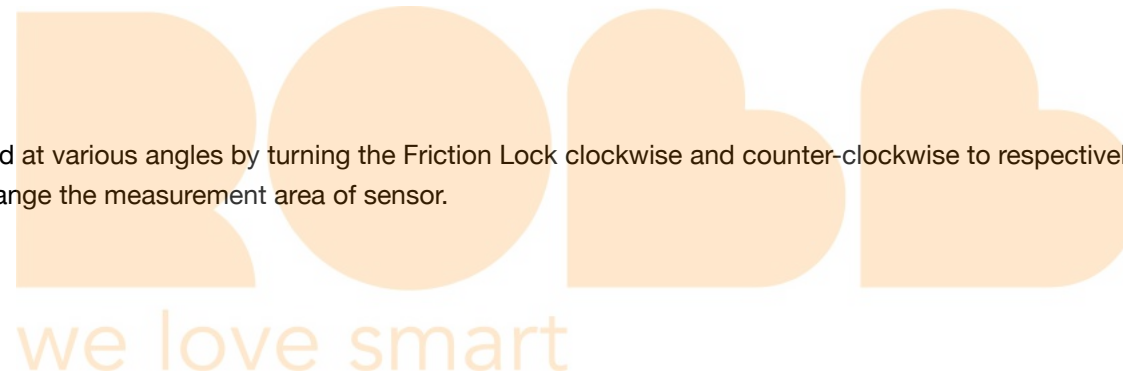 d at various angles by turning the Friction Lock clockwise and counter-clockwise to respectivel
ange the measurement area of sensor.
ROBB
we love smart